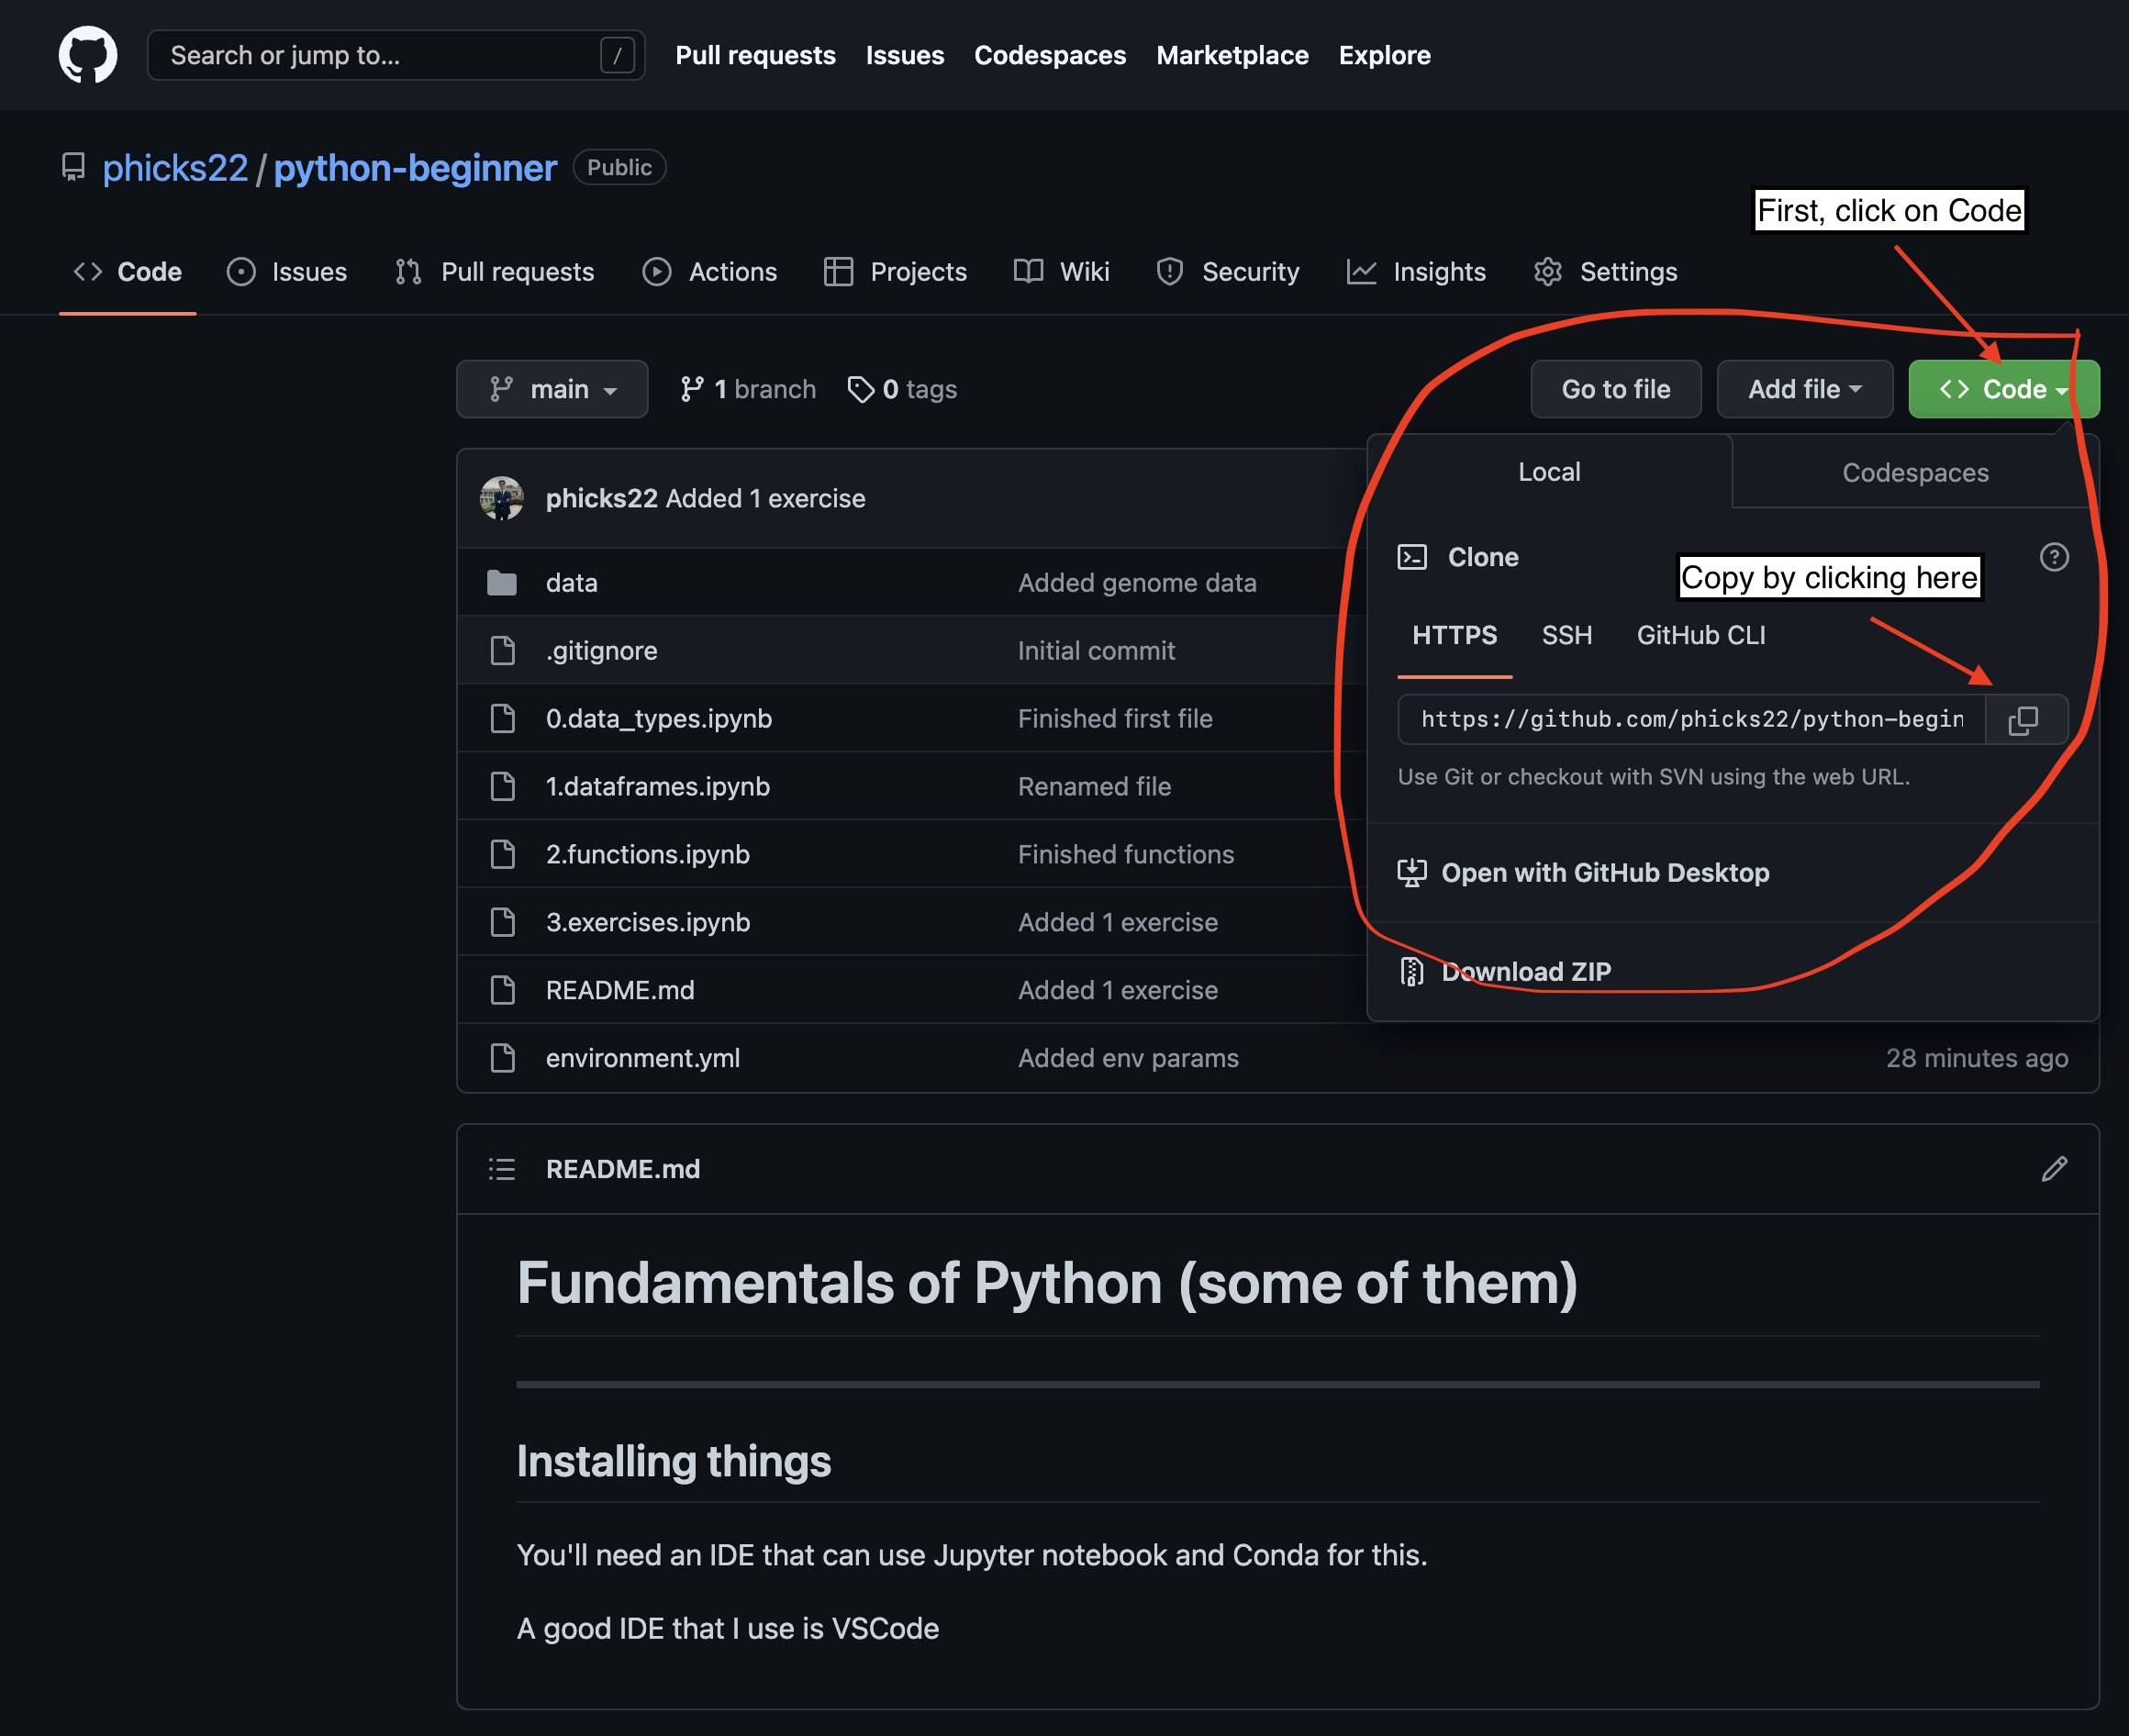 Search or jump to... / Pull requests Issues Codespaces Marketplace Explore
phicks22 / python-beginner Public
First, click on Code
Code Issues Pull requests Actions Projects Wiki Security Insights Settings
main 1 branch 0 tags Go to file Add file Code
Local Codespaces
phicks22 Added 1 exercise
Clone
Copy by clicking here
data Added genome data
HTTPS SSH GitHub CLI
.gitignore Initial commit
https://github.com/phicks22/python-begin
0.data_types.ipynb Finished first file
Use Git or checkout with SVN using the web URL.
1.dataframes.ipynb Renamed file
2.functions.ipynb Finished functions
Open with GitHub Desktop
3.exercises.ipynb Added 1 exercise
Download ZIP
README.md Added 1 exercise
environment.yml Added env params 28 minutes ago
README.md
Fundamentals of Python (some of them)
Installing things
You'll need an IDE that can use Jupyter notebook and Conda for this.
A good IDE that I use is VSCode